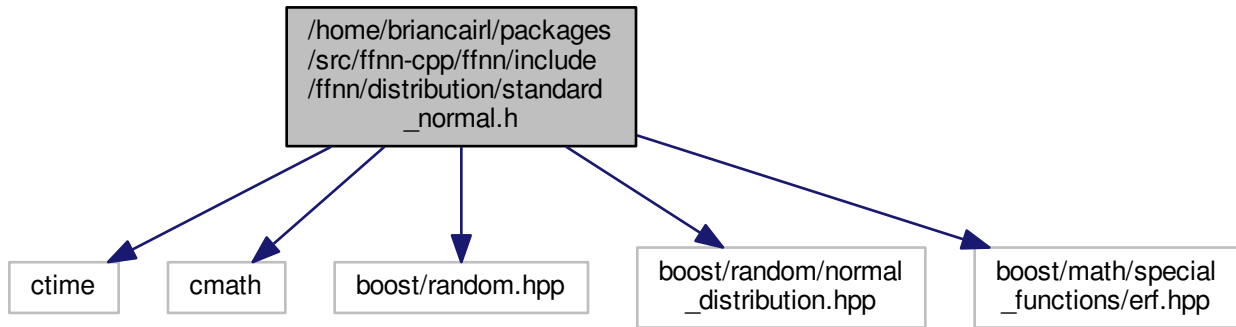 /home/briancairl/packages
/src/ffnn-cpp/ffnn/include
/ffnn/distribution/standard
_normal.h
ctime
cmath
boost/random.hpp
boost/random/normal
_distribution.hpp
boost/math/special
_functions/erf.hpp